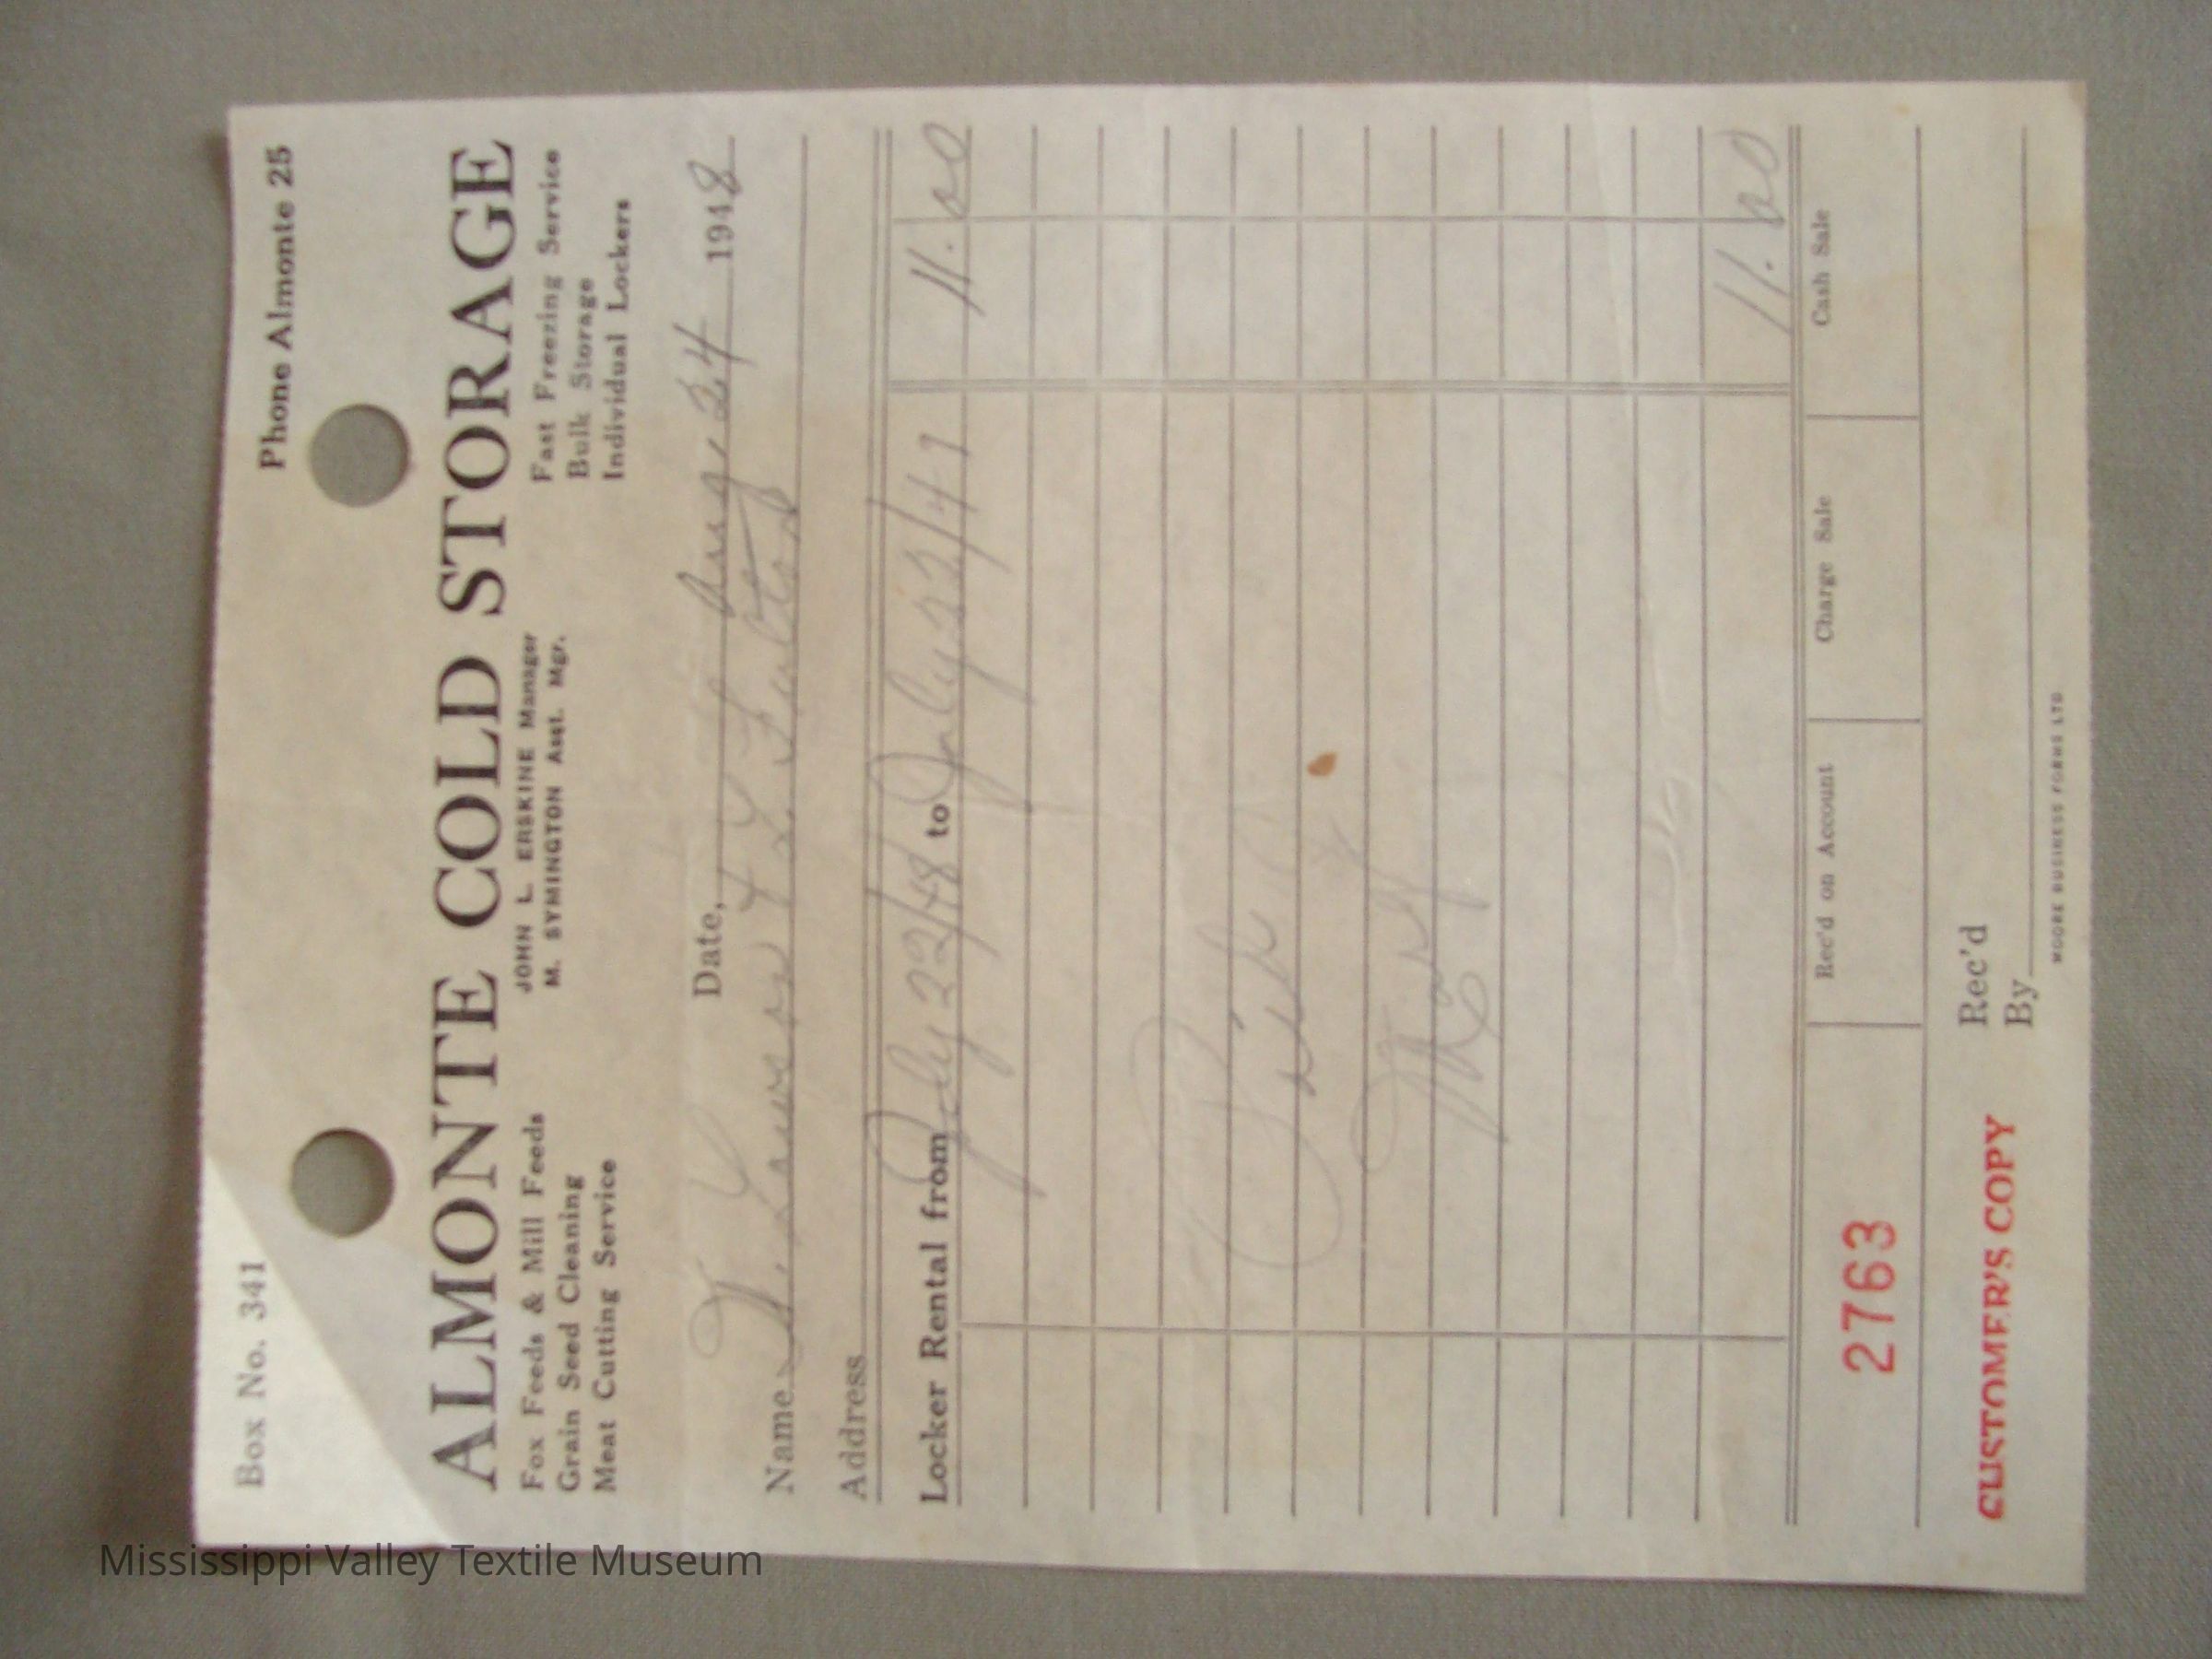 Box No. 341 Phone Almonte 25
ALMONTE COLD STORAGE
Fox Feeds & Mill Feeds JOHN L. ERSKINE Manager Fast Freezing Service
Grain Seed Cleaning M. SYMINGTON Asst. Mgr. Bulk Storage
Meat Cutting Service Individual Lockers
Date, Aug 24 1948
Name Lawson & L. Fulton
Address
Locker Rental from July 22/48 to July 22/49 11.00
Paid
11.00
2763 Rec'd on Account Charge Sale Cash Sale
Rec'd
CUSTOMER'S COPY By
MOORE BUSINESS FORMS LTD
Mississippi Valley Textile Museum